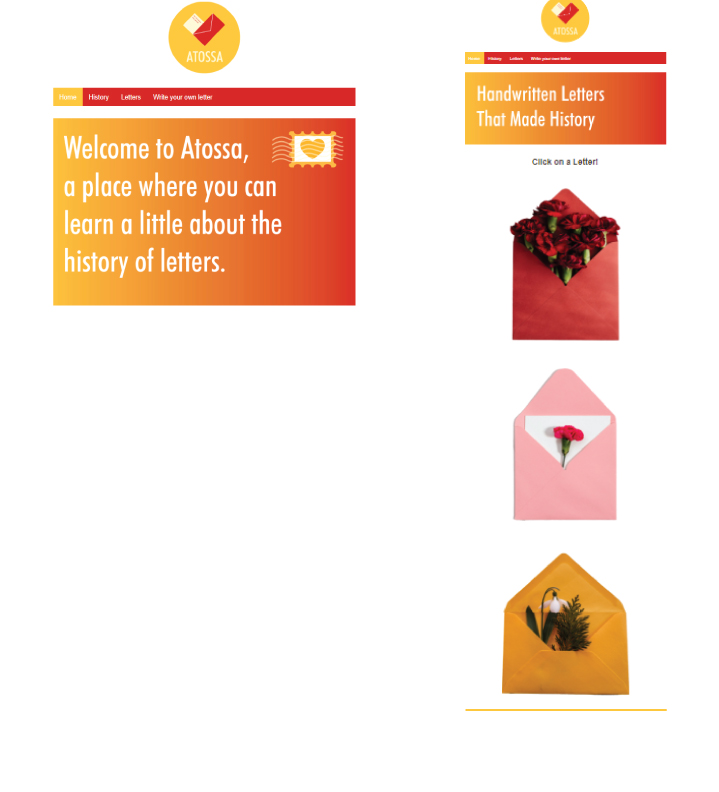 ATOSSA
Home History Letters Write your own letter
Welcome to Atossa,
a place where you can
learn a little about the
history of letters.
ATOSSA
Home History Letters Write your own letter
Handwritten Letters
That Made History
Click on a Letter!